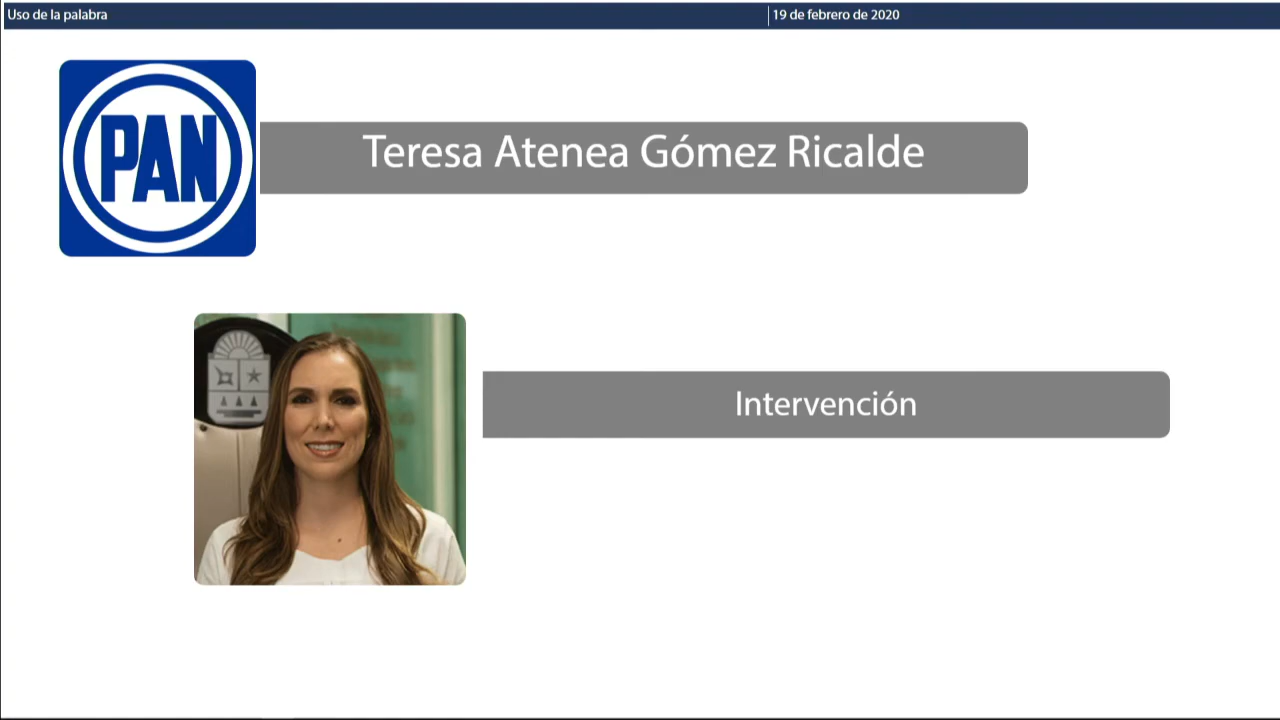 Uso de la palabra
19 de febrero de 2020
PAN
Teresa Atenea Gómez Ricalde
Intervención